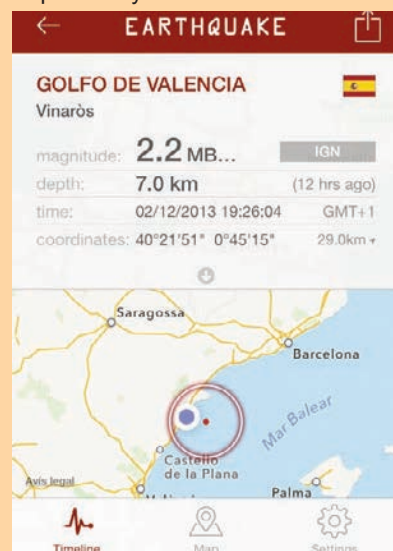 EARTHQUAKE
GOLFO DE VALENCIA
Vinaròs
magnitude: 2.2 MB... IGN
depth: 7.0 km (12 hrs ago)
time: 02/12/2013 19:26:04 GMT+1
coordinates: 40°21'51" 0°45'15" 29.0km
Saragossa
Barcelona
Mar Balear
Castelló
de la Plana
Avís legal
Palma
Timeline Map Settings